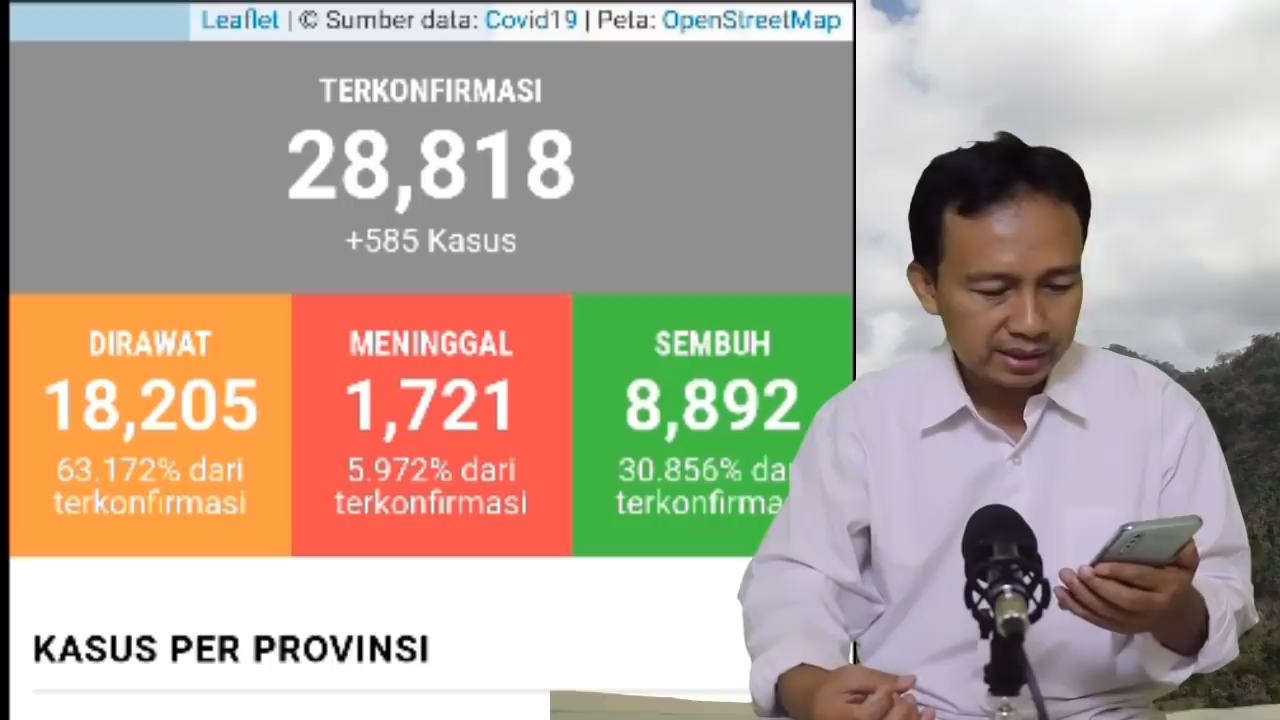 Leaflet | © Sumber data: Covid19 | Peta: OpenStreetMap
TERKONFIRMASI
28,818
+585 Kasus
DIRAWAT
18,205
63.172% dari
terkonfirmasi
MENINGGAL
1,721
5.972% dari
terkonfirmasi
SEMBUH
8,892
30.856% da
terkonfirma
KASUS PER PROVINSI